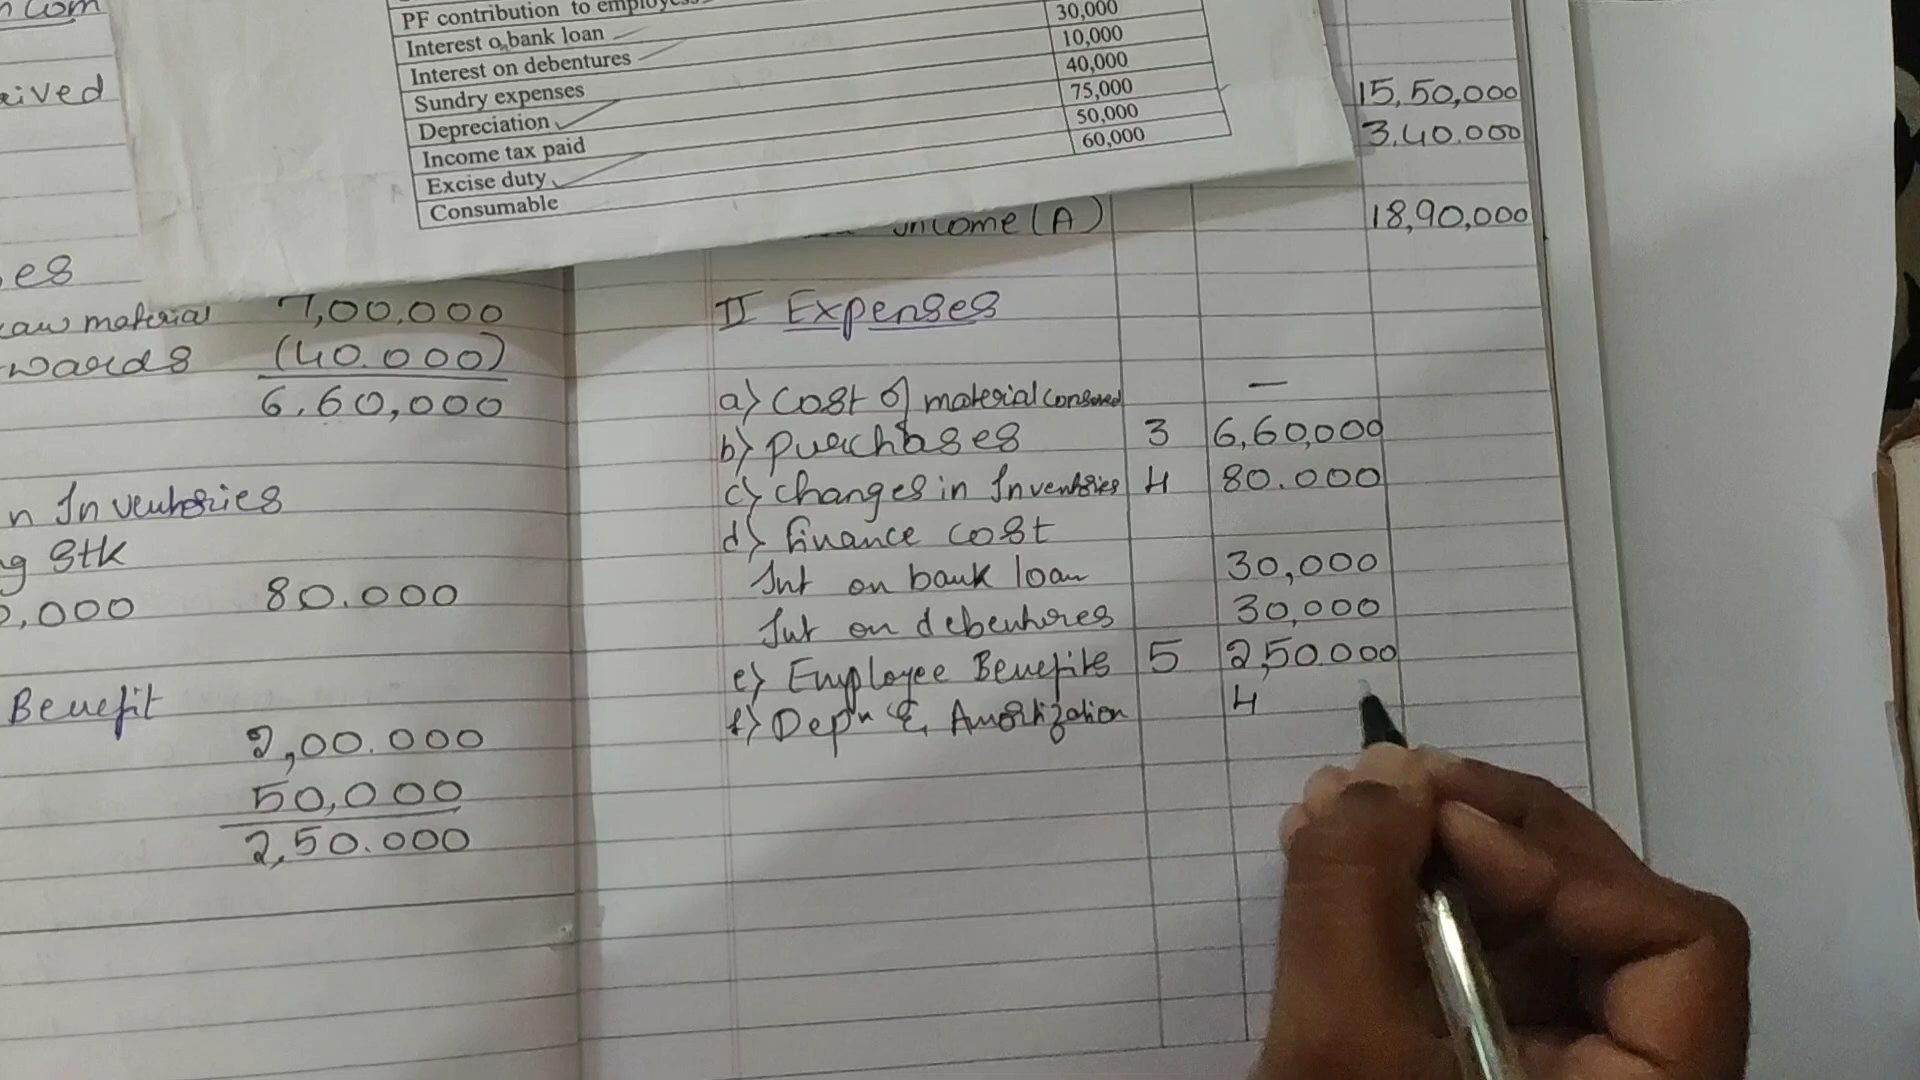 PF contribution to employees
Interest o bank loan 30,000
Interest on debentures 10,000
Sundry expenses 40,000
Depreciation 75,000
Income tax paid 50,000
Excise duty 60,000
Consumable
15,50,000
3.40.000
income (A) 18,90,000
7,00.000
(40.000)
6,60,000
n Inventories
g Stk
0,000 80.000
Benefit
2,00.000
50,000
2,50.000
II Expenses
a) Cost of material consumed —
b) Purchases 3 6,60,000
c) Changes in Inventories 4 80.000
d) finance cost
Int on bank loan 30,000
Int on debentures 30,000
e) Employee Benefits 5 2,50.000
f) Depn & Amortization 4